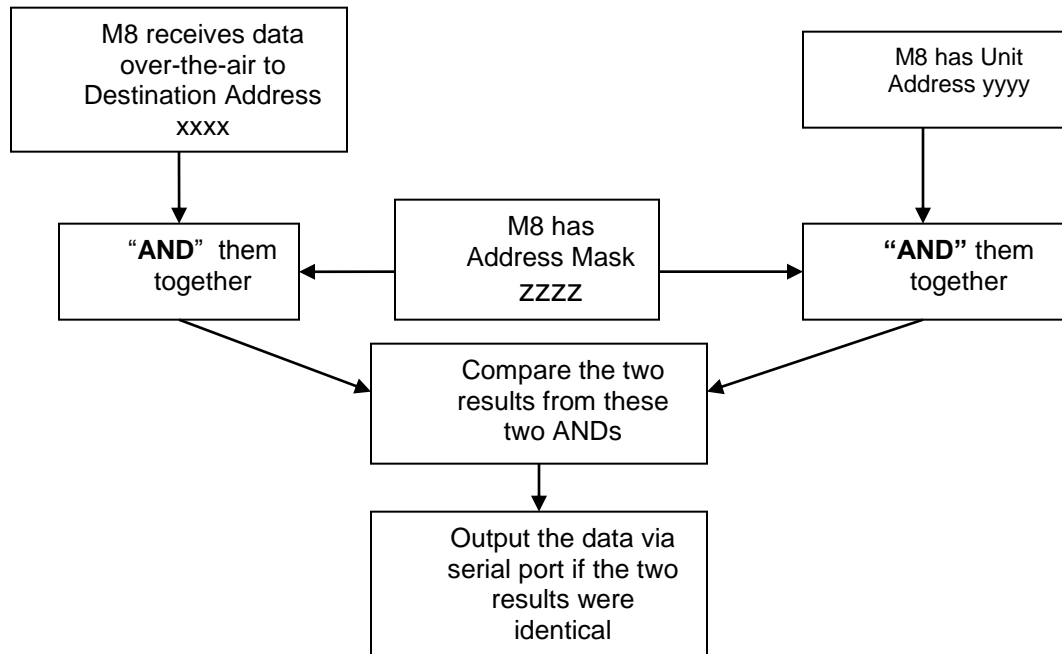 M8 receives data
over-the-air to
Destination Address
xxxx
M8 has Unit
Address yyyy
“AND” them
together
M8 has
Address Mask
zzzz
“AND” them
together
Compare the two
results from these
two ANDs
Output the data via
serial port if the two
results were
identical